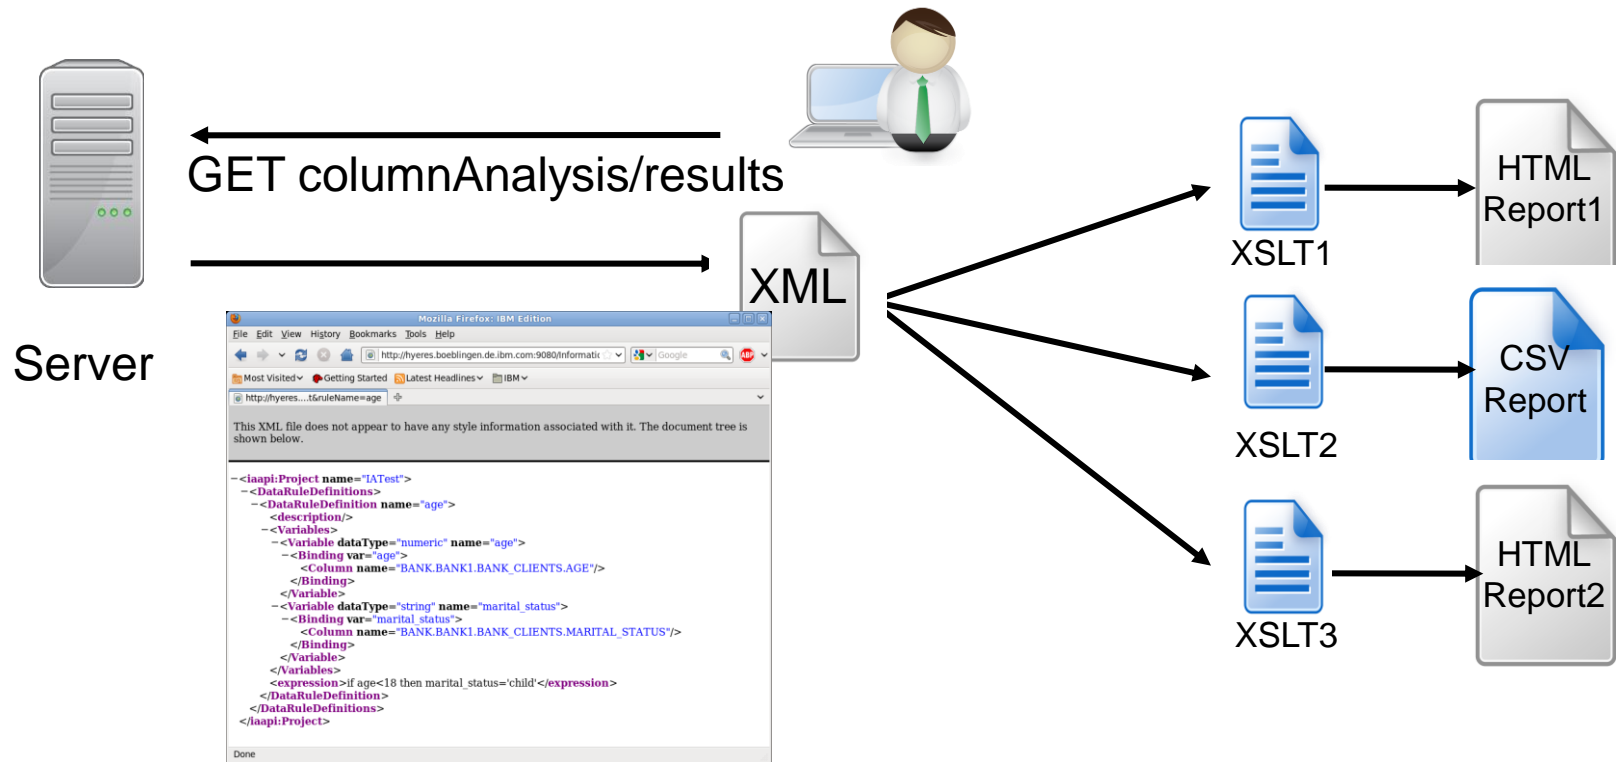 GET columnAnalysis/results
Server
XML
Mozilla Firefox: IBM Edition
File Edit View History Bookmarks Tools Help
http://hyeres.boeblingen.de.ibm.com:9080/Informatic
Google
ABP
Most Visited Getting Started Latest Headlines IBM
http://hyeres....t&ruleName=age
This XML file does not appear to have any style information associated with it. The document tree is
shown below.
−<iaapi:Project name="IATest">
−<DataRuleDefinitions>
−<DataRuleDefinition name="age">
<description/>
−<Variables>
−<Variable dataType="numeric" name="age">
−<Binding var="age">
<Column name="BANK.BANK1.BANK_CLIENTS.AGE"/>
</Binding>
</Variable>
−<Variable dataType="string" name="marital_status">
−<Binding var="marital_status">
<Column name="BANK.BANK1.BANK_CLIENTS.MARITAL_STATUS"/>
</Binding>
</Variable>
</Variables>
<expression>if age<18 then marital_status='child'</expression>
</DataRuleDefinition>
</DataRuleDefinitions>
</iaapi:Project>
Done
XSLT1
HTML
Report1
XSLT2
CSV
Report
XSLT3
HTML
Report2